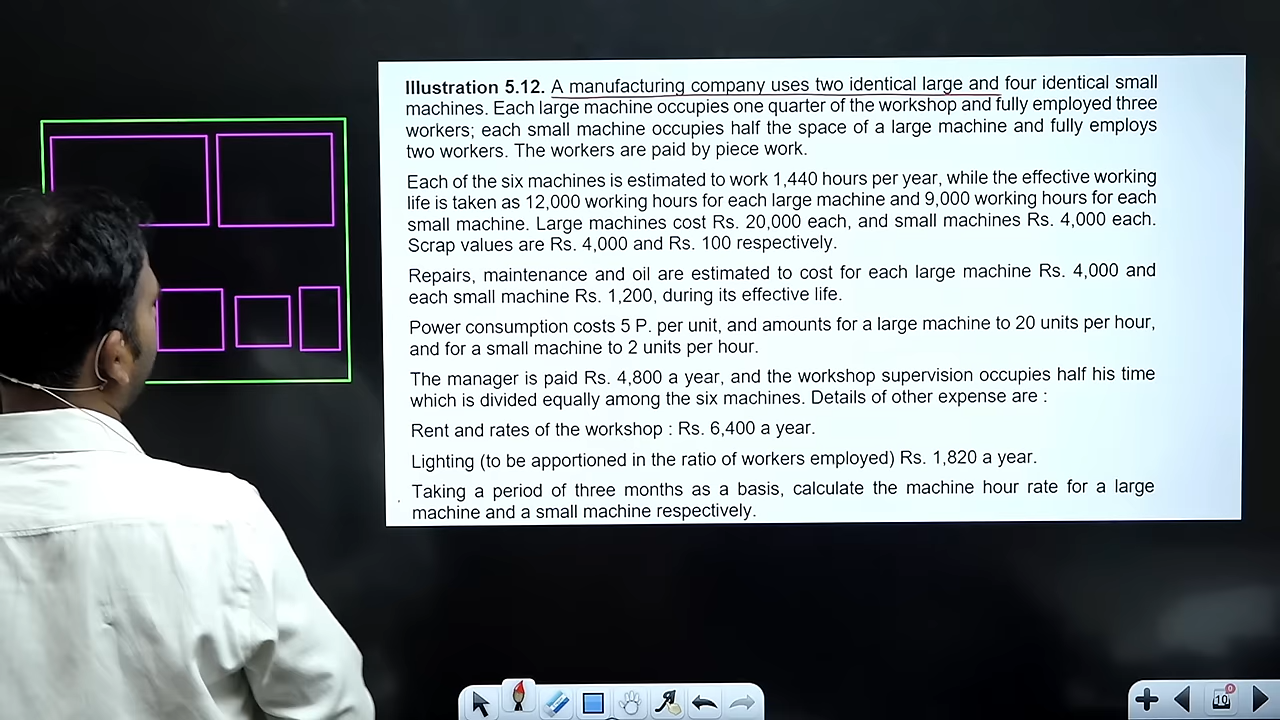 Illustration 5.12. A manufacturing company uses two identical large and four identical small
machines. Each large machine occupies one quarter of the workshop and fully employed three
workers; each small machine occupies half the space of a large machine and fully employs
two workers. The workers are paid by piece work.
Each of the six machines is estimated to work 1,440 hours per year, while the effective working
life is taken as 12,000 working hours for each large machine and 9,000 working hours for each
small machine. Large machines cost Rs. 20,000 each, and small machines Rs. 4,000 each.
Scrap values are Rs. 4,000 and Rs. 100 respectively.
Repairs, maintenance and oil are estimated to cost for each large machine Rs. 4,000 and
each small machine Rs. 1,200, during its effective life.
Power consumption costs 5 P. per unit, and amounts for a large machine to 20 units per hour,
and for a small machine to 2 units per hour.
The manager is paid Rs. 4,800 a year, and the workshop supervision occupies half his time
which is divided equally among the six machines. Details of other expense are :
Rent and rates of the workshop : Rs. 6,400 a year.
Lighting (to be apportioned in the ratio of workers employed) Rs. 1,820 a year.
Taking a period of three months as a basis, calculate the machine hour rate for a large
machine and a small machine respectively.
10